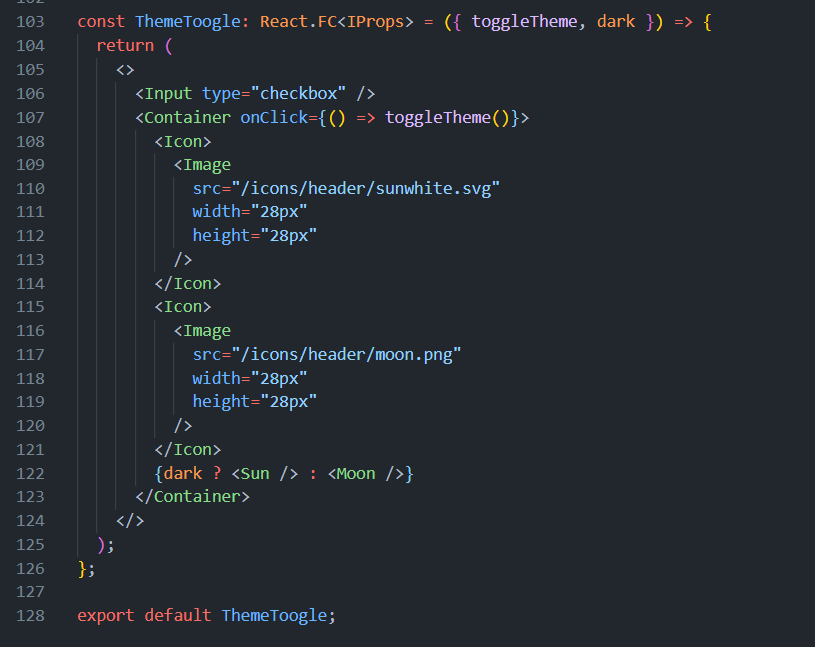 103 const ThemeToogle: React.FC<IProps> = ({ toggleTheme, dark }) => {
104 return (
105 <>
106 <Input type="checkbox" />
107 <Container onClick={() => toggleTheme()}>
108 <Icon>
109 <Image
110 src="/icons/header/sunwhite.svg"
111 width="28px"
112 height="28px"
113 />
114 </Icon>
115 <Icon>
116 <Image
117 src="/icons/header/moon.png"
118 width="28px"
119 height="28px"
120 />
121 </Icon>
122 {dark ? <Sun /> : <Moon />}
123 </Container>
124 </>
125 );
126 };
127
128 export default ThemeToogle;